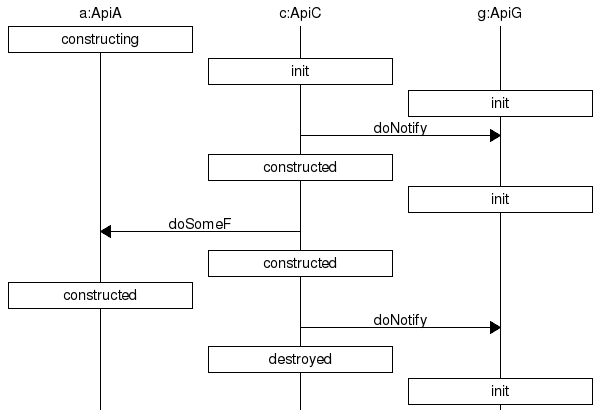 a:ApiA c:ApiC g:ApiG
constructing
init
init
doNotify
constructed
init
doSomeF
constructed
constructed
doNotify
destroyed
init